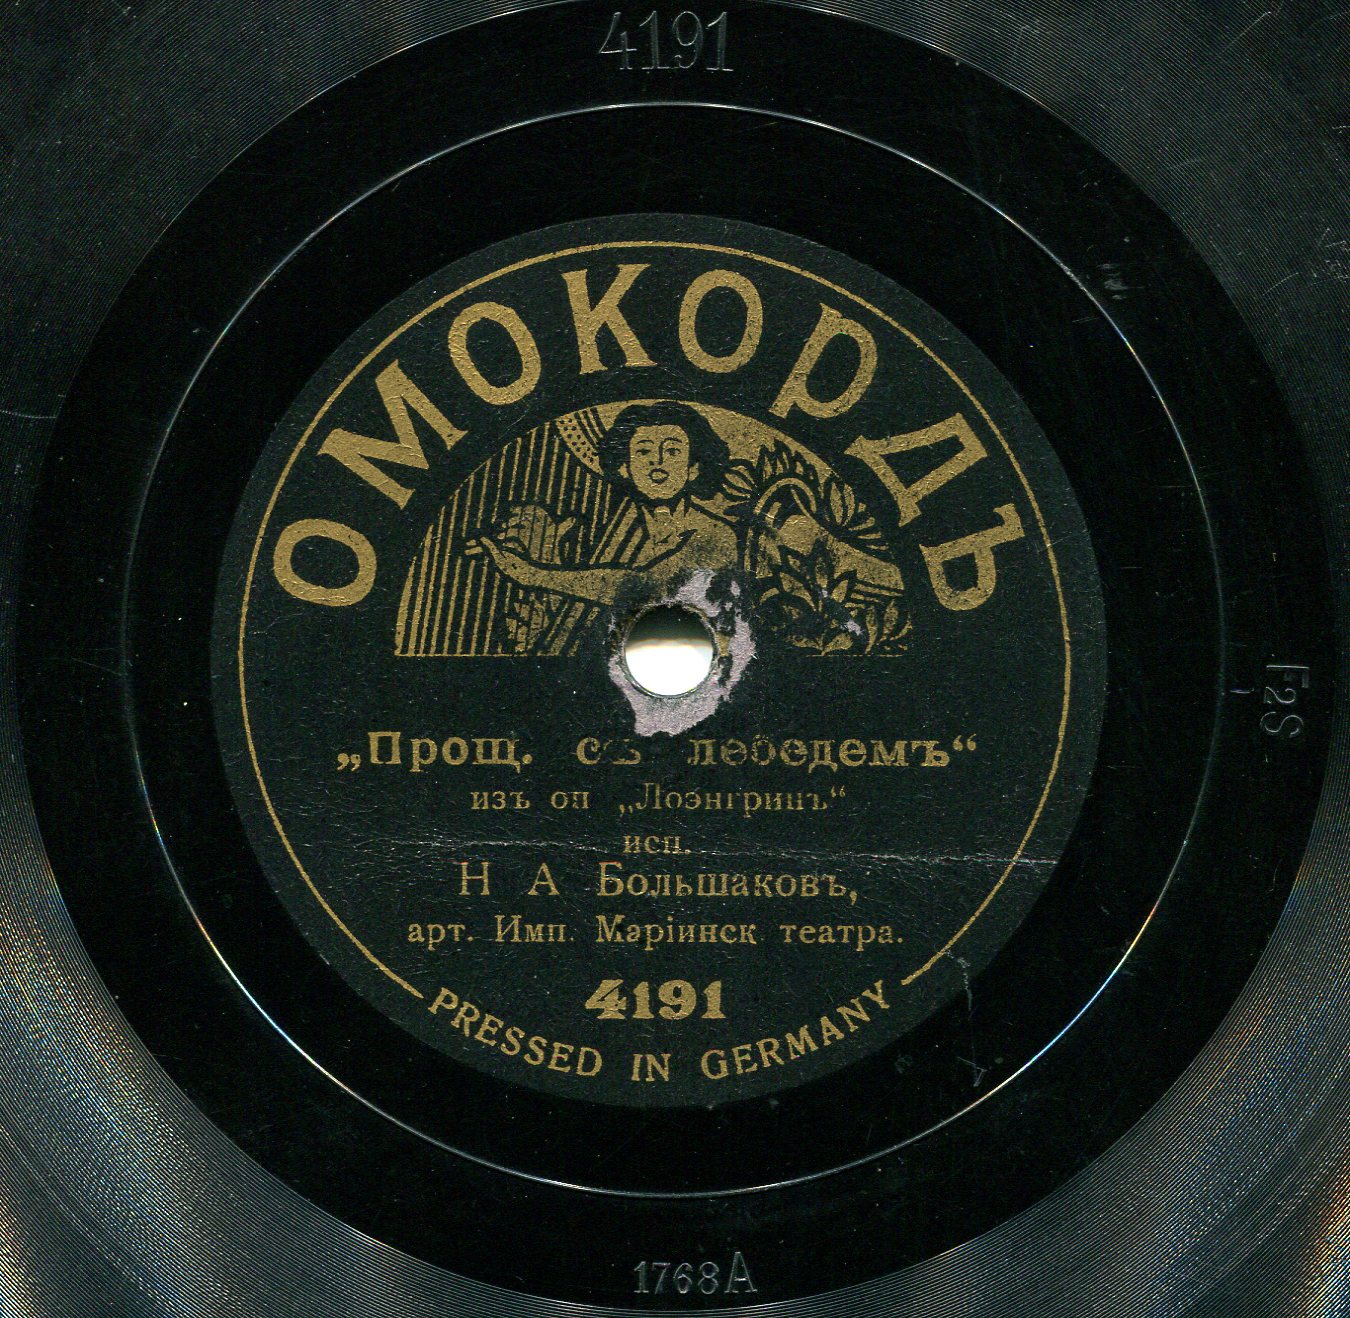 4191
ОМОКОРДЪ
„Прощ. съ лебедемъ“
изъ оп „Лоэнгринъ“
исп.
Н А Большаковъ,
арт. Имп. Маріинск театра.
4191
PRESSED IN GERMANY
F2S
1768A